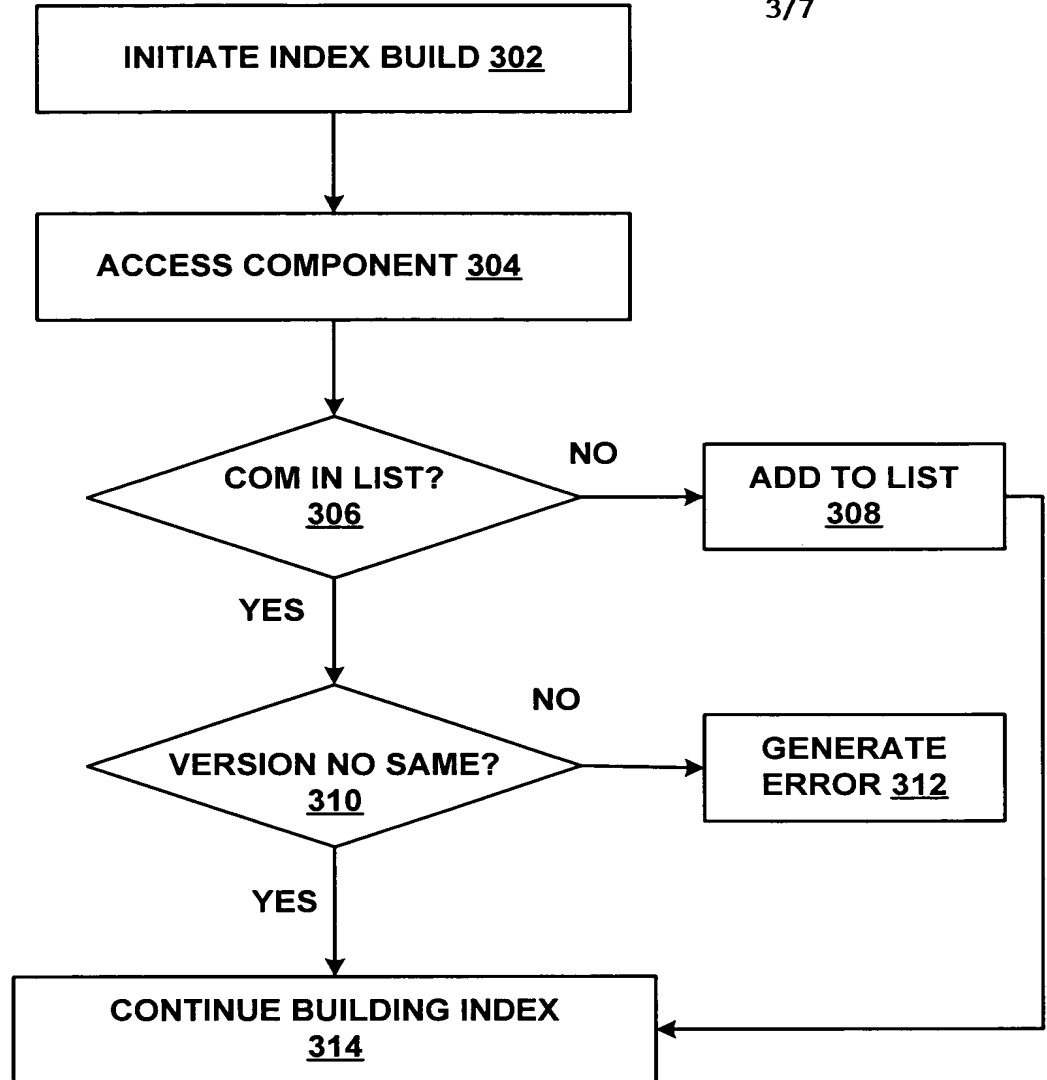 3/7
INITIATE INDEX BUILD 302
ACCESS COMPONENT 304
COM IN LIST?
306
NO
ADD TO LIST
308
YES
VERSION NO SAME?
310
NO
GENERATE
ERROR 312
YES
CONTINUE BUILDING INDEX
314